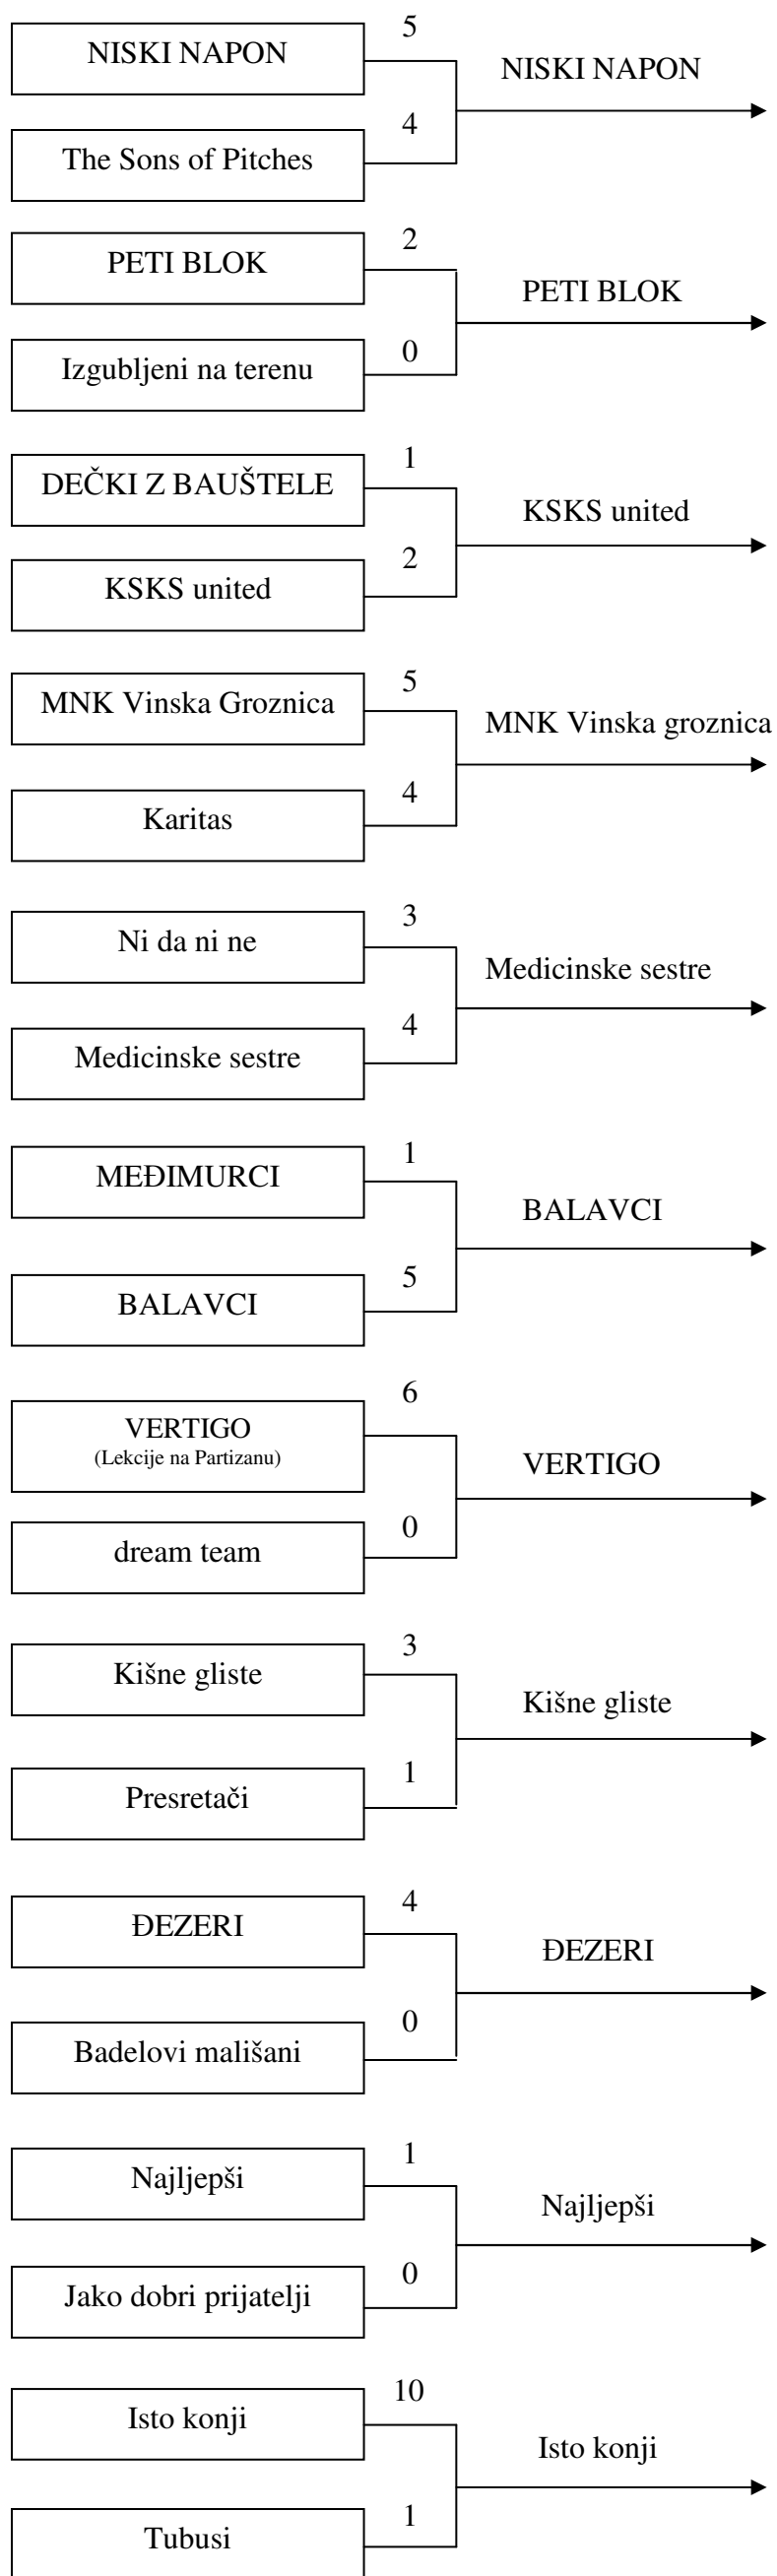 5
NISKI NAPON
NISKI NAPON
4
The Sons of Pitches
2
PETI BLOK
PETI BLOK
0
Izgubljeni na terenu
1
DEČKI Z BAUŠTELE
KSKS united
2
KSKS united
5
MNK Vinska Groznica
MNK Vinska groznica
4
Karitas
3
Ni da ni ne
Medicinske sestre
4
Medicinske sestre
1
MEĐIMURCI
BALAVCI
5
BALAVCI
6
VERTIGO
(Lekcije na Partizanu)
VERTIGO
0
dream team
3
Kišne gliste
Kišne gliste
1
Presretači
4
ĐEZERI
ĐEZERI
0
Badelovi mališani
1
Najljepši
Najljepši
0
Jako dobri prijatelji
10
Isto konji
Isto konji
1
Tubusi